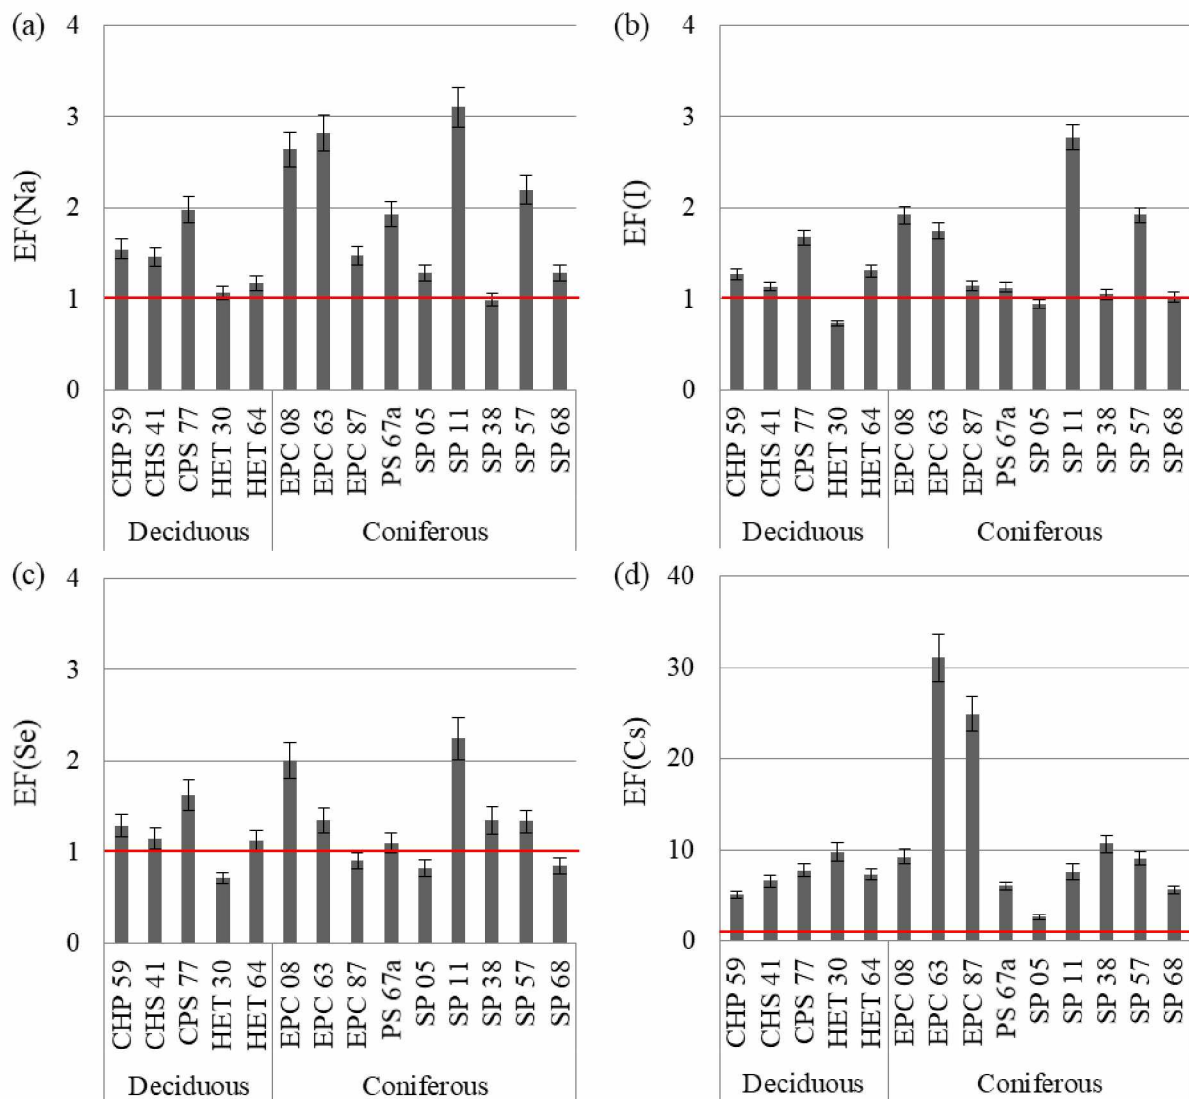 (a)
4
3
2
1
0
EF(Na)
CHP 59
CHS 41
CPS 77
HET 30
HET 64
EPC 08
EPC 63
EPC 87
PS 67a
SP 05
SP 11
SP 38
SP 57
SP 68
Deciduous
Coniferous
(b)
4
3
2
1
0
EF(I)
CHP 59
CHS 41
CPS 77
HET 30
HET 64
EPC 08
EPC 63
EPC 87
PS 67a
SP 05
SP 11
SP 38
SP 57
SP 68
Deciduous
Coniferous
(c)
4
3
2
1
0
EF(Se)
CHP 59
CHS 41
CPS 77
HET 30
HET 64
EPC 08
EPC 63
EPC 87
PS 67a
SP 05
SP 11
SP 38
SP 57
SP 68
Deciduous
Coniferous
(d)
40
30
20
10
0
EF(Cs)
CHP 59
CHS 41
CPS 77
HET 30
HET 64
EPC 08
EPC 63
EPC 87
PS 67a
SP 05
SP 11
SP 38
SP 57
SP 68
Deciduous
Coniferous